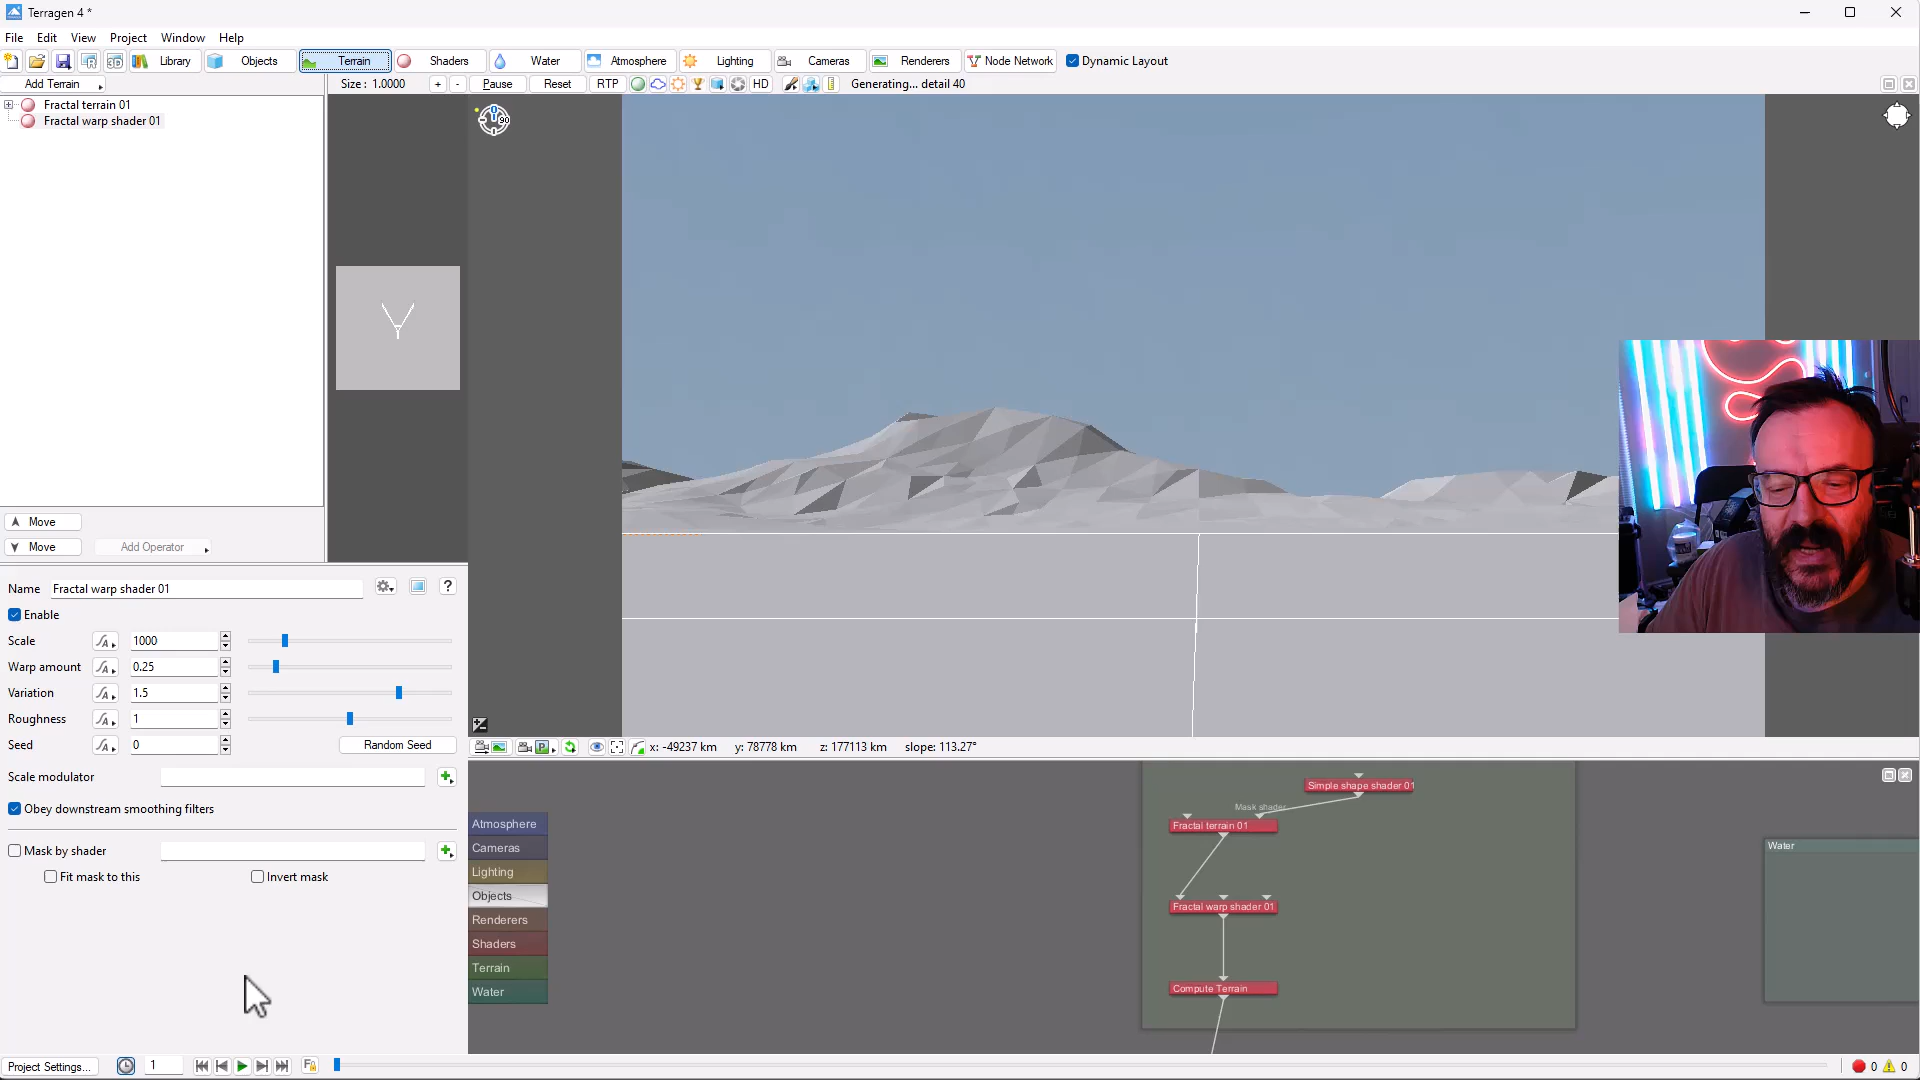 Terragen 4 *
File Edit View Project Window Help
Library Objects Terrain Shaders Water Atmosphere Lighting Cameras Renderers Node Network Dynamic Layout
Add Terrain Size : 1.0000 + - Pause Reset RTP HD Generating... detail 40
Fractal terrain 01
Fractal warp shader 01
90
Move
Move Add Operator
Name Fractal warp shader 01 ?
Enable
Scale 1000
Warp amount 0.25
Variation 1.5
Roughness 1
Seed 0 Random Seed
Scale modulator
Obey downstream smoothing filters
Mask by shader
Fit mask to this Invert mask
x: -49237 km y: 78778 km z: 177113 km slope: 113.27°
Atmosphere
Cameras
Lighting
Objects
Renderers
Shaders
Terrain
Water
Simple shape shader 01
Mask shader
Fractal terrain 01
Fractal warp shader 01
Compute Terrain
Water
Project Settings... 1 0 0